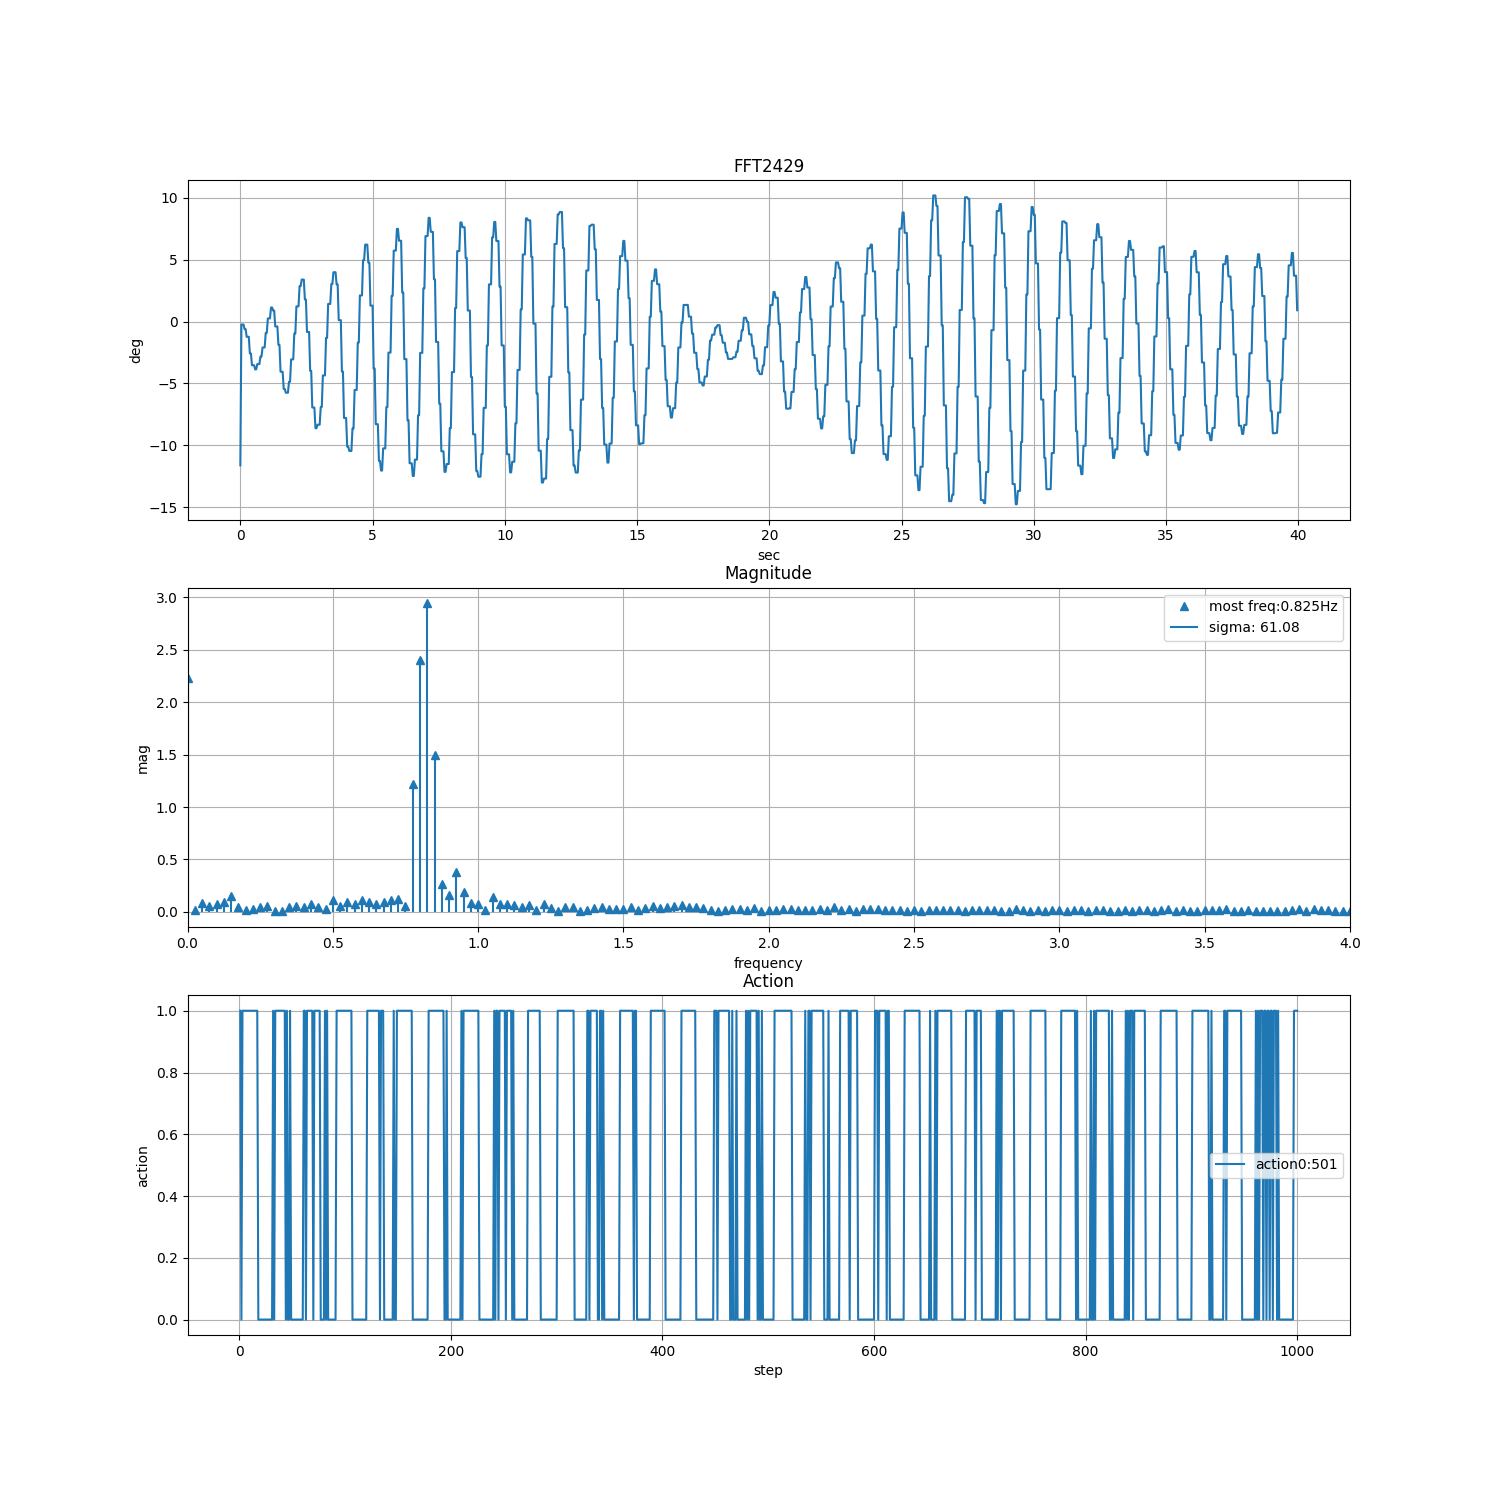 FFT2429
10
5
0
−5
−10
−15
deg
0 5 10 15 20 25 30 35 40
sec
Magnitude
3.0
2.5
2.0
1.5
1.0
0.5
0.0
mag
most freq:0.825Hz
sigma: 61.08
0.0 0.5 1.0 1.5 2.0 2.5 3.0 3.5 4.0
frequency
Action
1.0
0.8
0.6
0.4
0.2
0.0
action
action0:501
0 200 400 600 800 1000
step